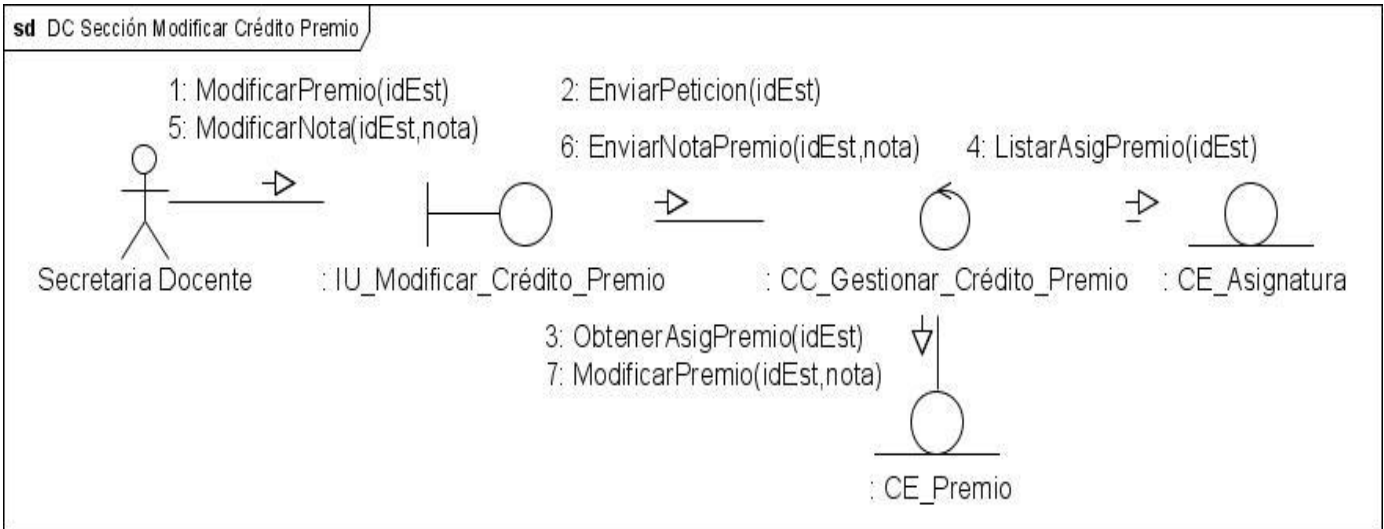 sd DC Sección Modificar Crédito Premio
1: ModificarPremio(idEst)
5: ModificarNota(idEst,nota)
2: EnviarPeticion(idEst)
6: EnviarNotaPremio(idEst,nota)
4: ListarAsigPremio(idEst)
Secretaria Docente
: IU_Modificar_Crédito_Premio
: CC_Gestionar_Crédito_Premio
: CE_Asignatura
3: ObtenerAsigPremio(idEst)
7: ModificarPremio(idEst,nota)
: CE_Premio